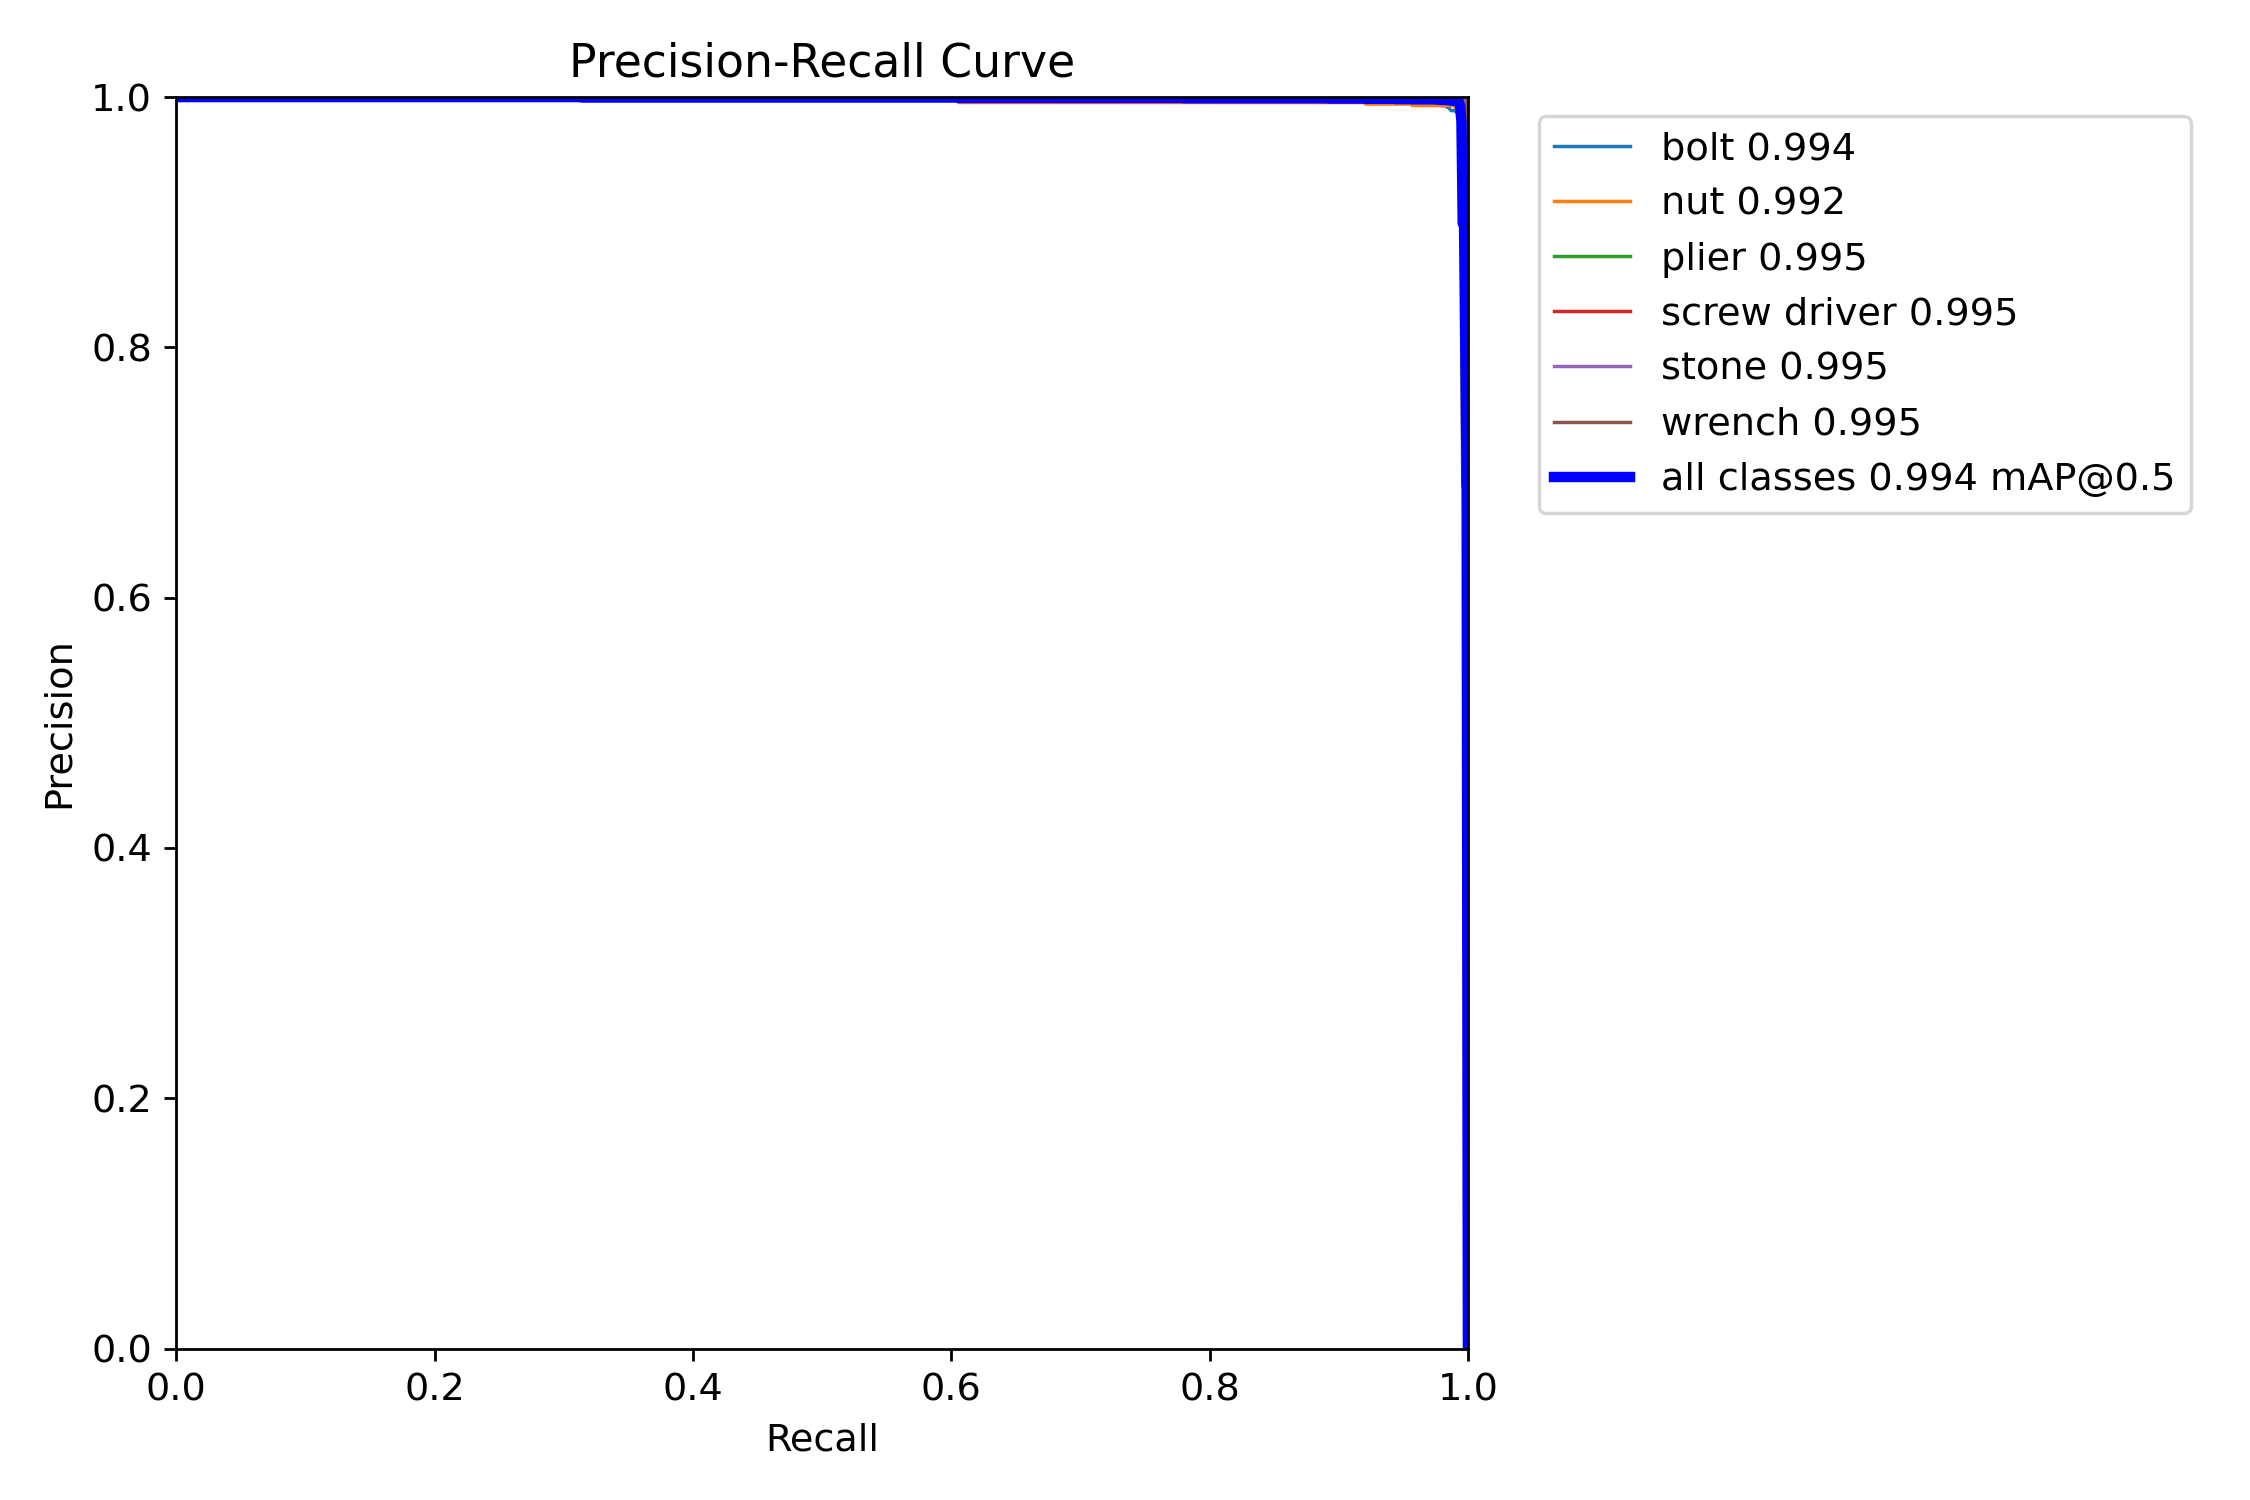 Precision-Recall Curve
1.0
0.8
0.6
0.4
0.2
0.0
Precision
0.0 0.2 0.4 0.6 0.8 1.0
Recall
bolt 0.994
nut 0.992
plier 0.995
screw driver 0.995
stone 0.995
wrench 0.995
all classes 0.994 mAP@0.5